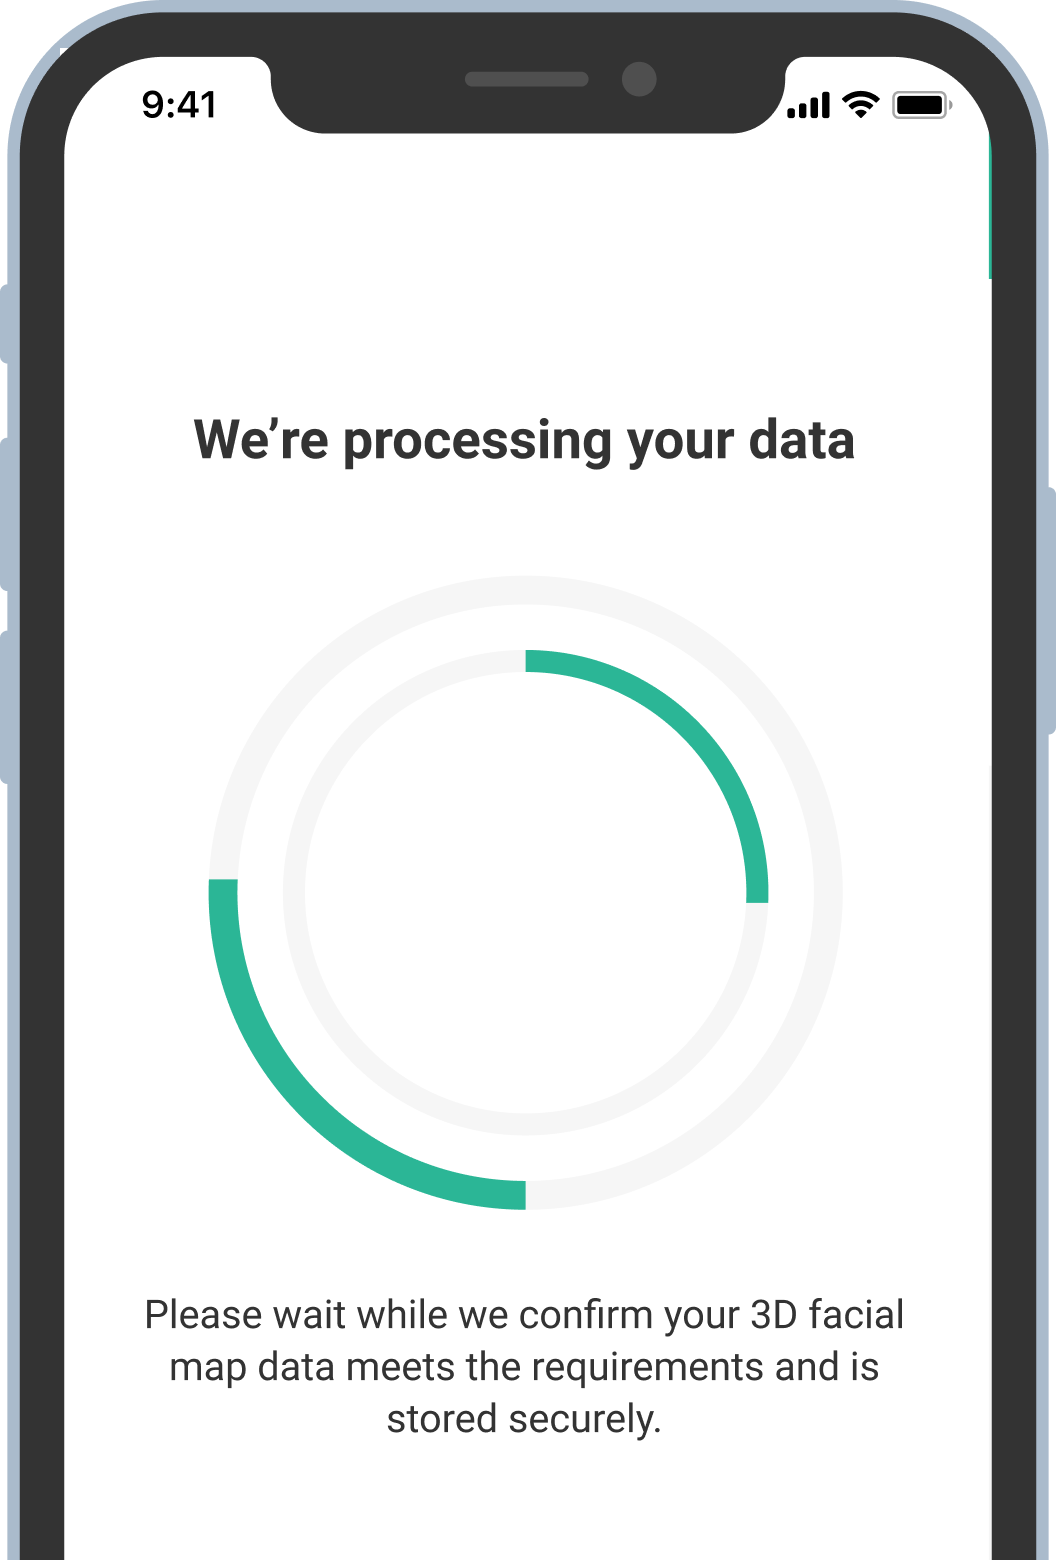 9:41
We’re processing your data
Please wait while we confirm your 3D facial
map data meets the requirements and is
stored securely.